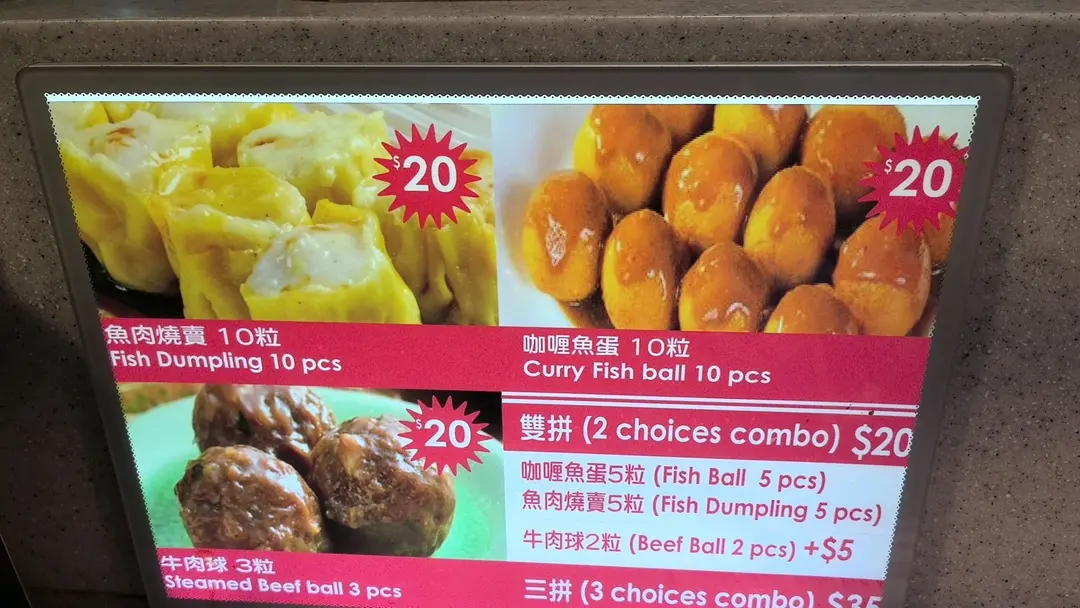 $20
$20
魚肉燒賣 10粒
Fish Dumpling 10 pcs
咖喱魚蛋 10粒
Curry Fish ball 10 pcs
$20
牛肉球 3粒
Steamed Beef ball 3 pcs
雙拼 (2 choices combo) $20
咖喱魚蛋5粒 (Fish Ball 5 pcs)
魚肉燒賣5粒 (Fish Dumpling 5 pcs)
牛肉球2粒 (Beef Ball 2 pcs) +$5
三拼 (3 choices combo) $35